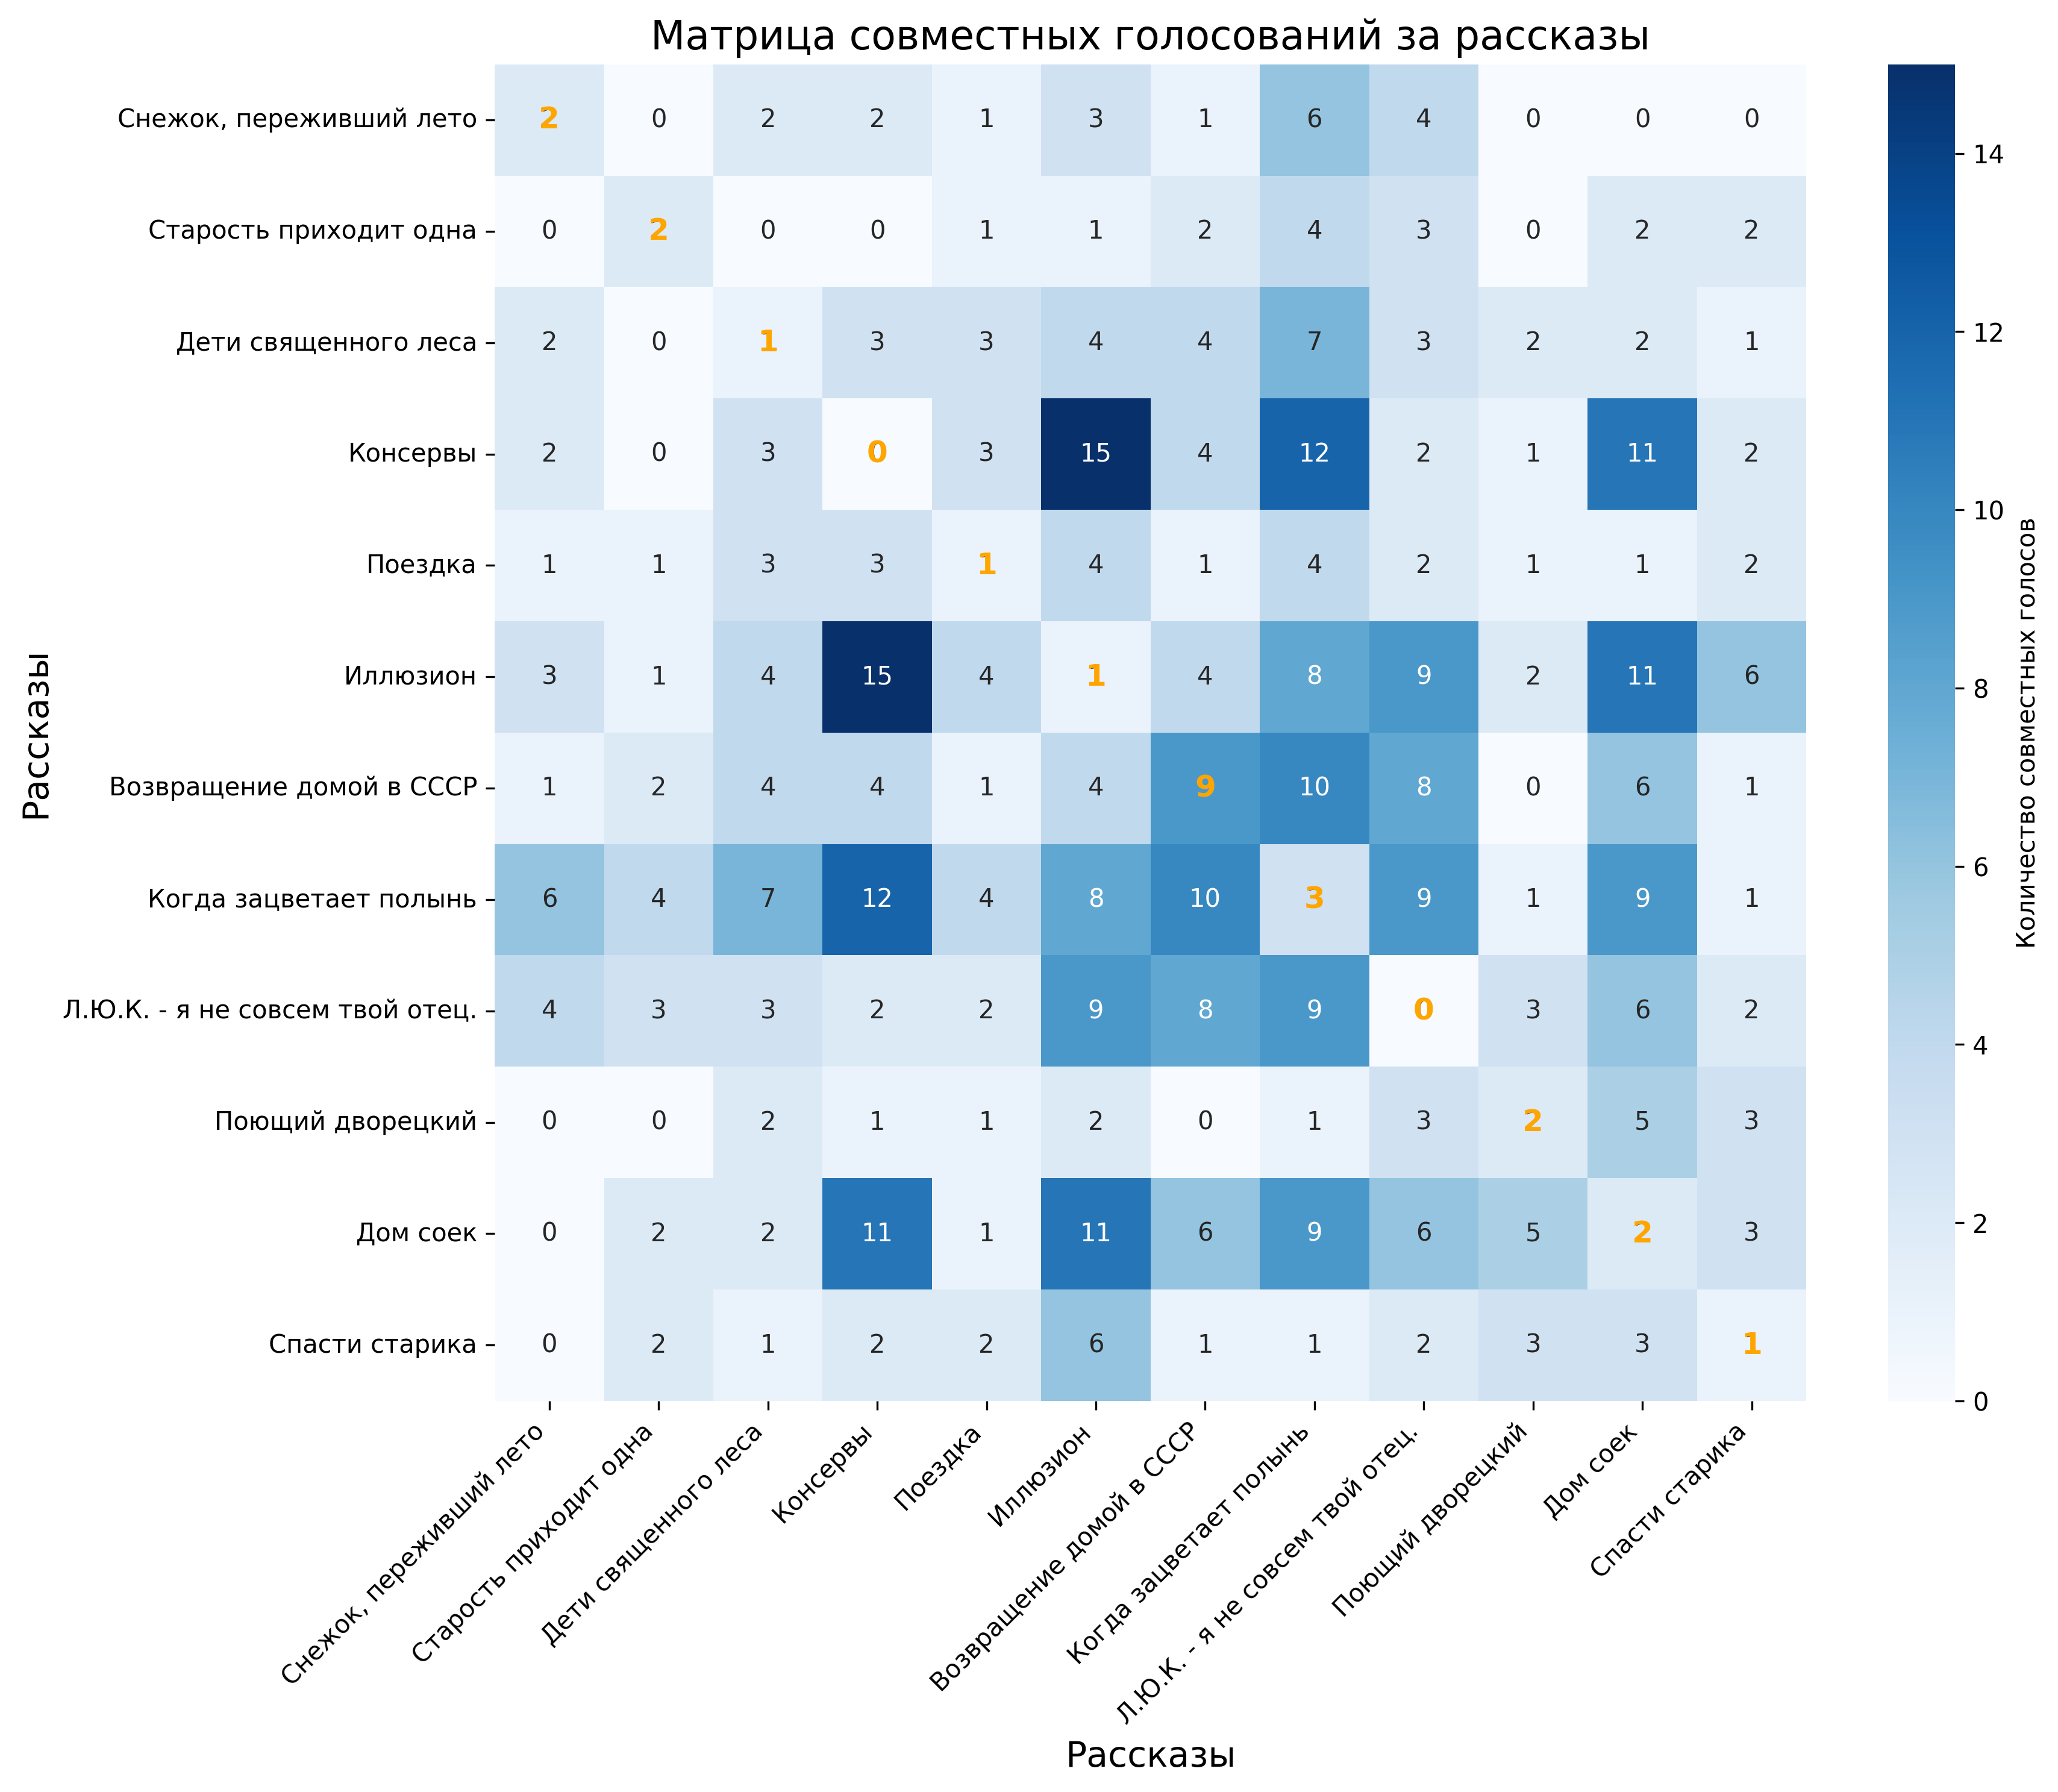 Матрица совместных голосований за рассказы
Снежок, переживший лето 2 0 2 2 1 3 1 6 4 0 0 0
Старость приходит одна 0 2 0 0 1 1 2 4 3 0 2 2
Дети священного леса 2 0 1 3 3 4 4 7 3 2 2 1
Консервы 2 0 3 0 3 15 4 12 2 1 11 2
Поездка 1 1 3 3 1 4 1 4 2 1 1 2
Иллюзион 3 1 4 15 4 1 4 8 9 2 11 6
Возвращение домой в СССР 1 2 4 4 1 4 9 10 8 0 6 1
Когда зацветает полынь 6 4 7 12 4 8 10 3 9 1 9 1
Л.Ю.К. - я не совсем твой отец. 4 3 3 2 2 9 8 9 0 3 6 2
Поющий дворецкий 0 0 2 1 1 2 0 1 3 2 5 3
Дом соек 0 2 2 11 1 11 6 9 6 5 2 3
Спасти старика 0 2 1 2 2 6 1 1 2 3 3 1
Рассказы
Снежок, переживший лето
Старость приходит одна
Дети священного леса
Консервы
Поездка
Иллюзион
Возвращение домой в СССР
Когда зацветает полынь
Л.Ю.К. - я не совсем твой отец.
Поющий дворецкий
Дом соек
Спасти старика
Рассказы
14
12
10
8
6
4
2
0
Количество совместных голосов